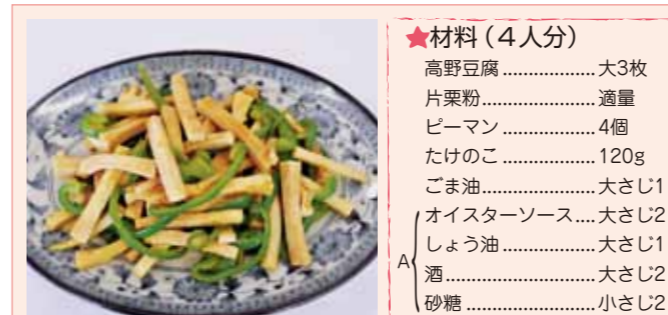 ★材料(4人分)
高野豆腐..................大3枚
片栗粉......................適量
ピーマン..................4個
たけのこ..................120g
ごま油......................大さじ1
オイスターソース....大さじ2
しょう油..................大さじ1
A
酒.............................大さじ2
砂糖.........................小さじ2